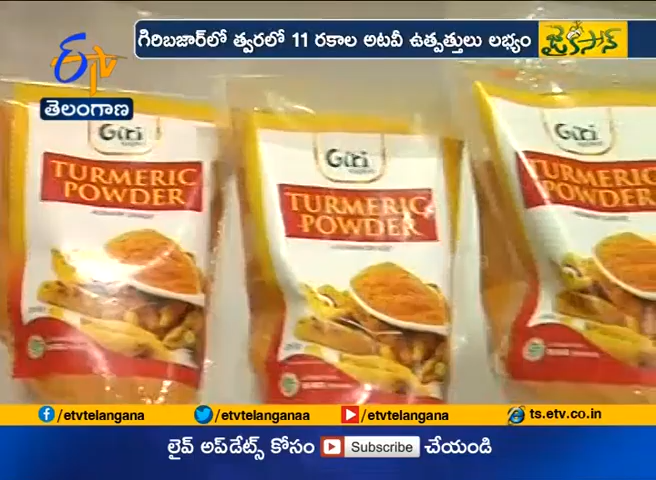 గిరిబజార్‌లో త్వరలో 11 రకాల అటవీ ఉత్పత్తులు లభ్యం
జైకిసాన్
ETV
తెలంగాణ
Giri
TURMERIC
POWDER
Giri
TURMERIC
POWDER
Giri
TURMERIC
POWDER
/etvtelangana
/etvtelanganaa
/etvtelangana
ts.etv.co.in
లైవ్ అప్‌డేట్స్ కోసం Subscribe చేయండి